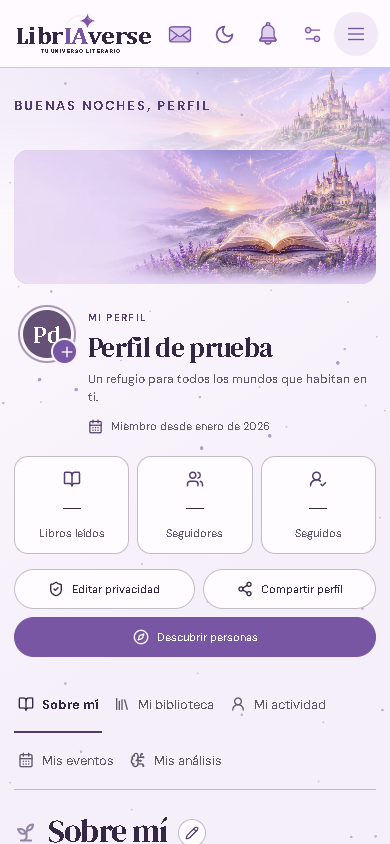 LibrIAverse
TU UNIVERSO LITERARIO
BUENAS NOCHES, PERFIL
Pd
MI PERFIL
Perfil de prueba
Un refugio para todos los mundos que habitan en
ti.
Miembro desde enero de 2026
— — —
Libros leídos Seguidores Seguidos
Editar privacidad Compartir perfil
Descubrir personas
Sobre mí Mi biblioteca Mi actividad
Mis eventos Mis análisis
Sobre mí